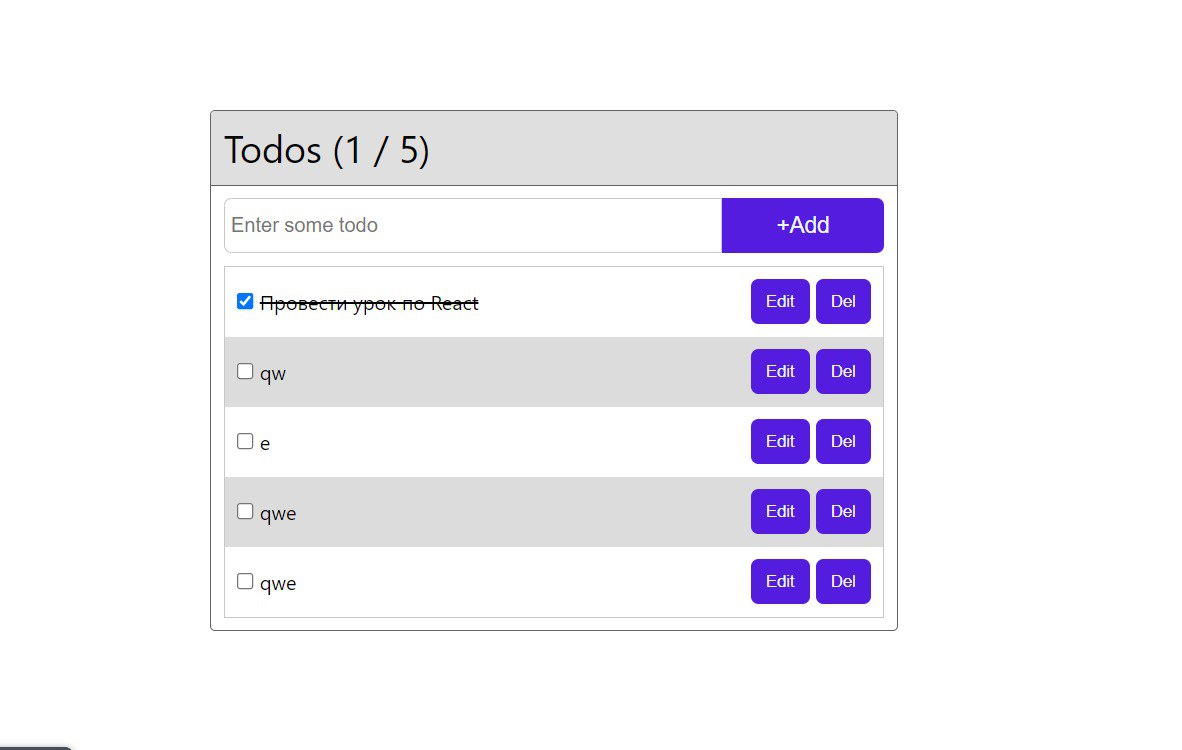 Todos (1 / 5)
Enter some todo +Add
Провести урок по React Edit Del
qw Edit Del
e Edit Del
qwe Edit Del
qwe Edit Del